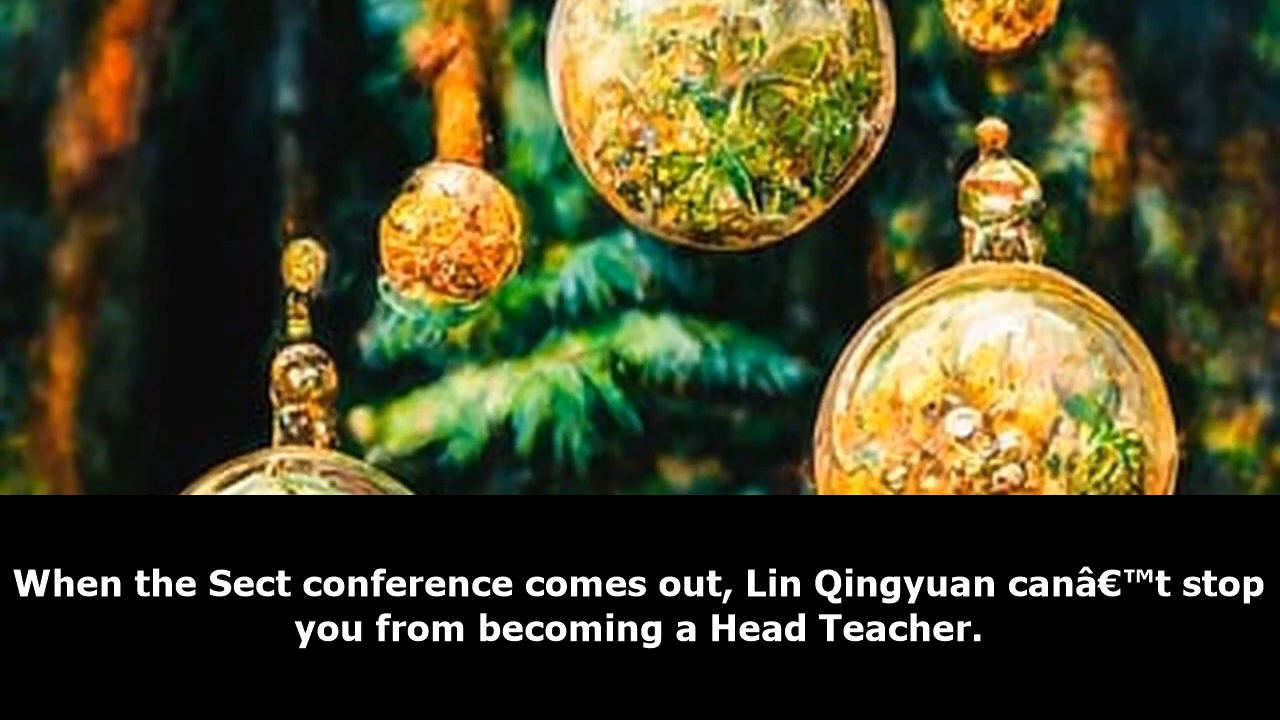 When the Sect conference comes out, Lin Qingyuan canâ€™t stop
you from becoming a Head Teacher.